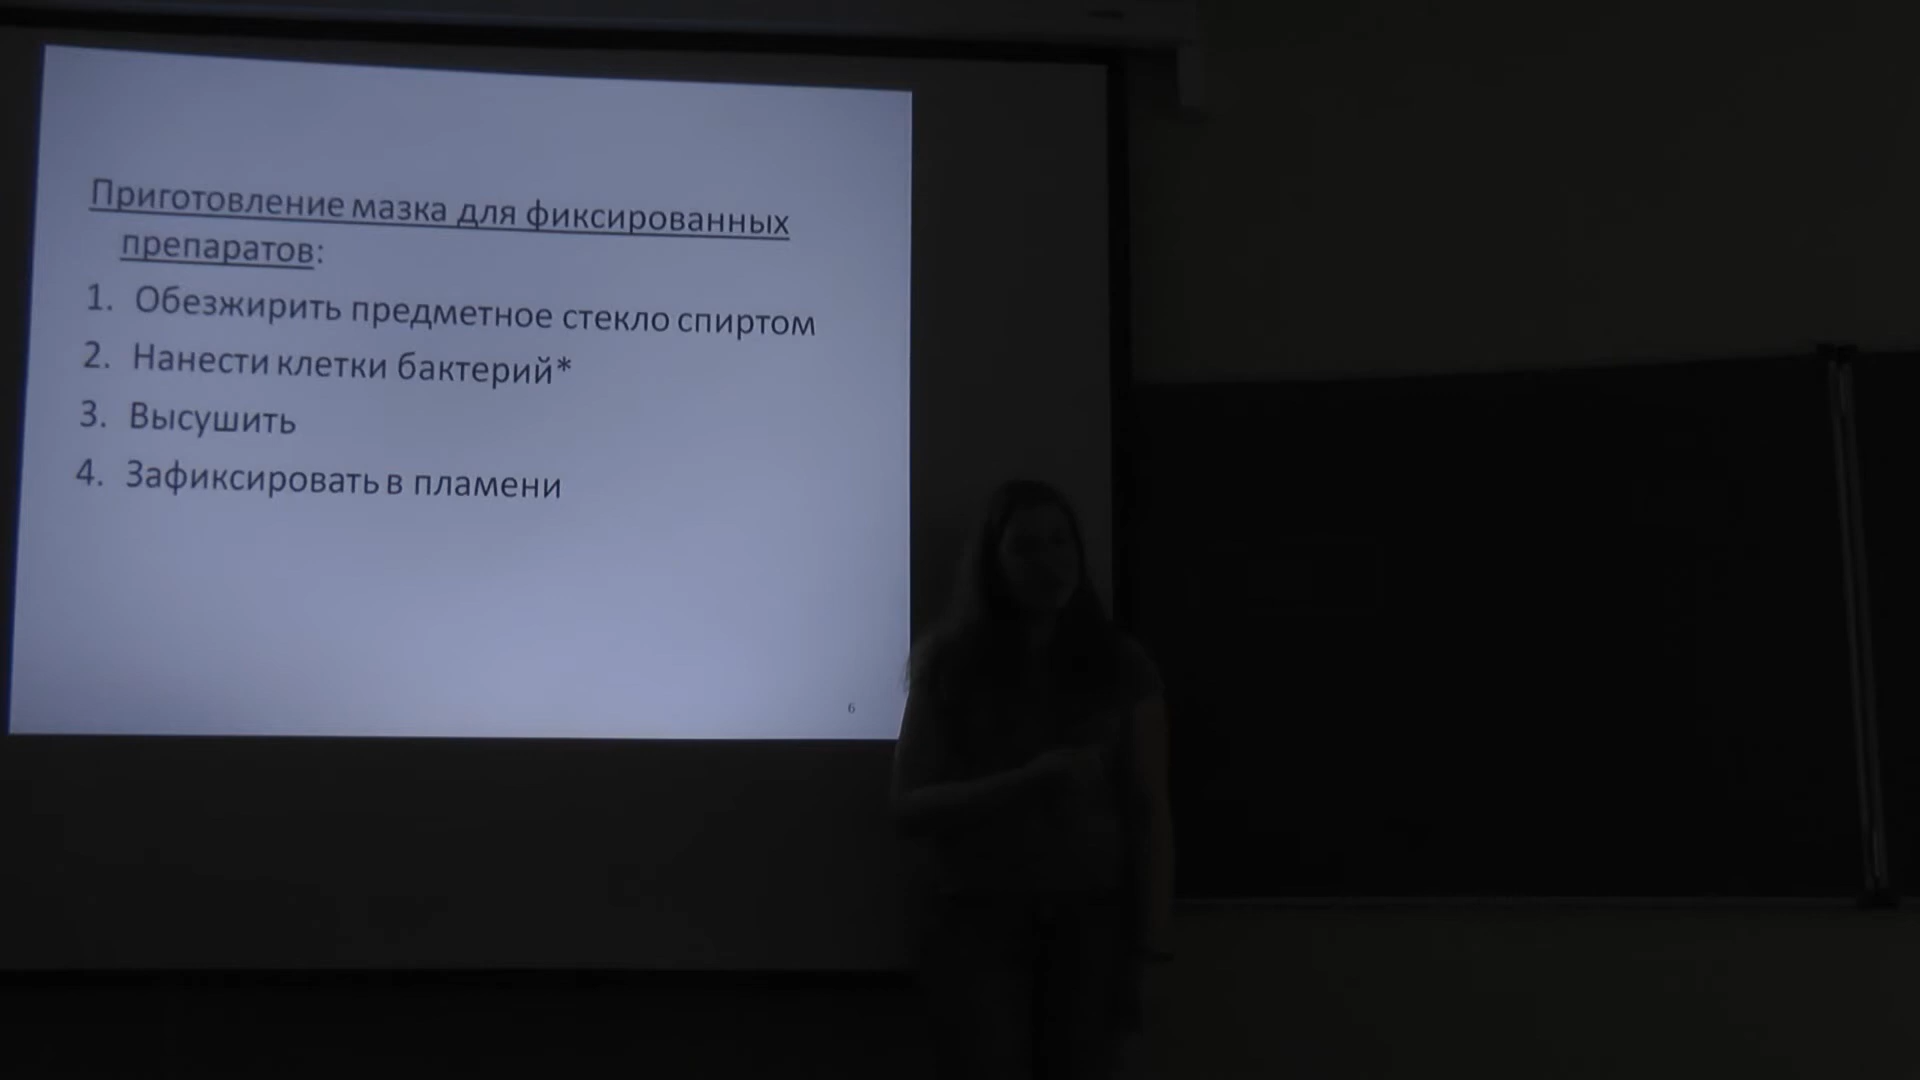 Приготовление мазка для фиксированных
препаратов:
1. Обезжирить предметное стекло спиртом
2. Нанести клетки бактерий*
3. Высушить
4. Зафиксировать в пламени
6